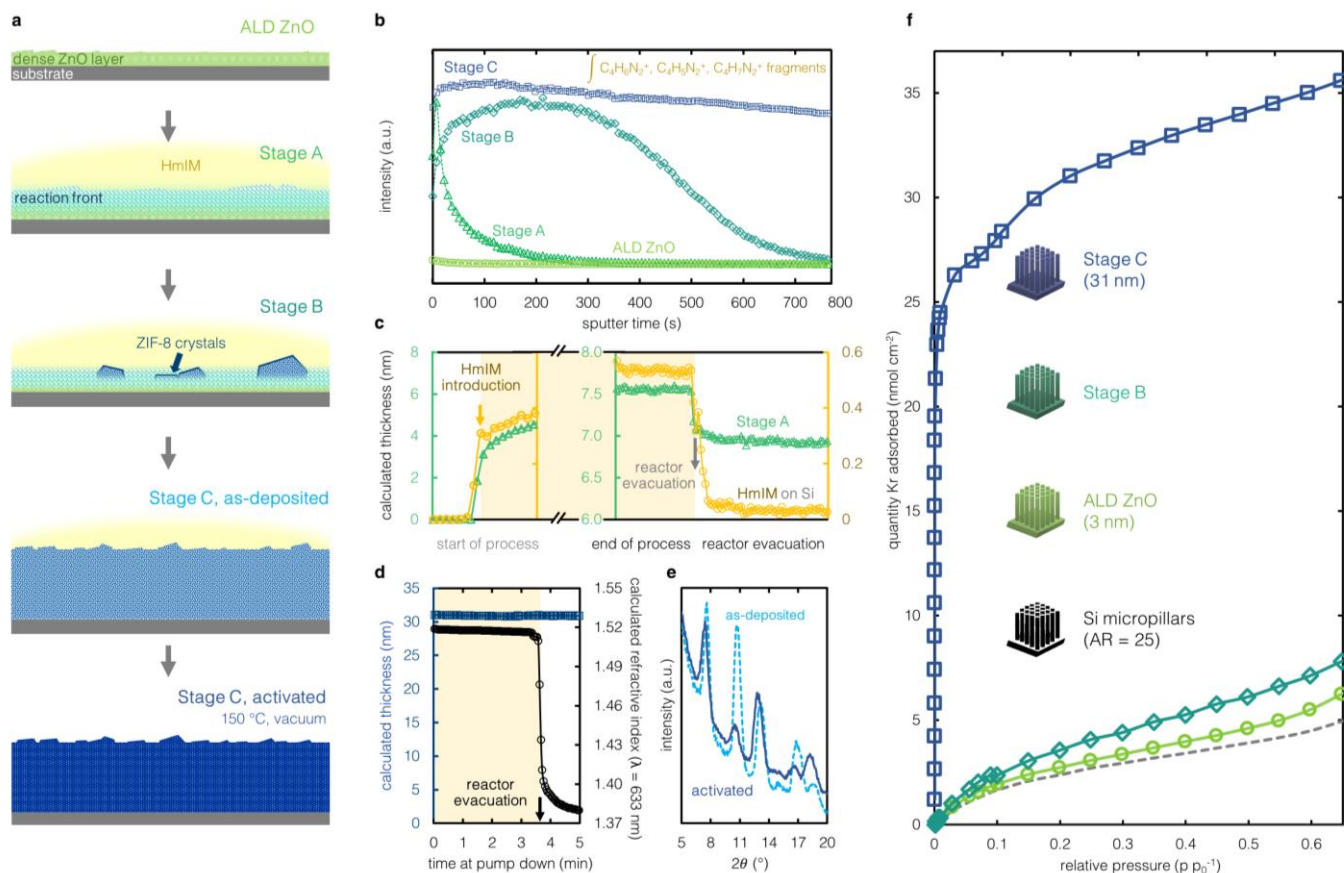 a
ALD ZnO
dense ZnO layer
substrate
Stage A
HmIM
reaction front
Stage B
ZIF-8 crystals
Stage C, as-deposited
Stage C, activated
150 °C, vacuum
b
Stage C
∫ C₄H₆N₂⁺, C₄H₅N₂⁺, C₄H₇N₂⁺ fragments
Stage B
Stage A
ALD ZnO
intensity (a.u.)
0 100 200 300 400 500 600 700 800
sputter time (s)
c
8
6
4
2
0
calculated thickness (nm)
HmIM
introduction
8.0
7.5
7.0
6.5
6.0
0.6
0.4
0.2
0
Stage A
reactor
evacuation
HmIM on Si
start of process
end of process
reactor evacuation
d
35
30
25
20
15
10
5
0
calculated thickness (nm)
1.55
1.52
1.49
1.46
1.43
1.40
1.37
calculated refractive index (λ = 633 nm)
reactor
evacuation
0 1 2 3 4 5
time at pump down (min)
e
as-deposited
activated
intensity (a.u.)
5 8 11 14 17 20
2θ (°)
f
35
30
25
20
15
10
5
0
quantity Kr adsorbed (nmol cm⁻²)
Stage C
(31 nm)
Stage B
ALD ZnO
(3 nm)
Si micropillars
(AR = 25)
0 0.1 0.2 0.3 0.4 0.5 0.6
relative pressure (p p₀⁻¹)